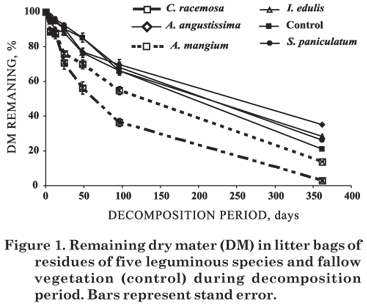 C. racemosa
I. edulis
A. angustissima
Control
A. mangium
S. paniculatum
DM REMANING, %
100
80
60
40
20
0
0 50 100 150 200 250 300 350 400
DECOMPOSITION PERIOD, days
Figure 1. Remaining dry mater (DM) in litter bags of
residues of five leguminous species and fallow
vegetation (control) during decomposition
period. Bars represent stand error.